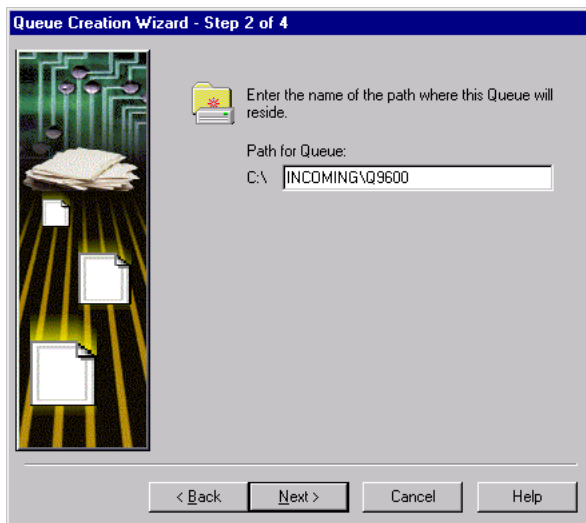 Queue Creation Wizard - Step 2 of 4
Enter the name of the path where this Queue will
reside.
Path for Queue:
C:\ INCOMING\Q9600
< Back Next > Cancel Help